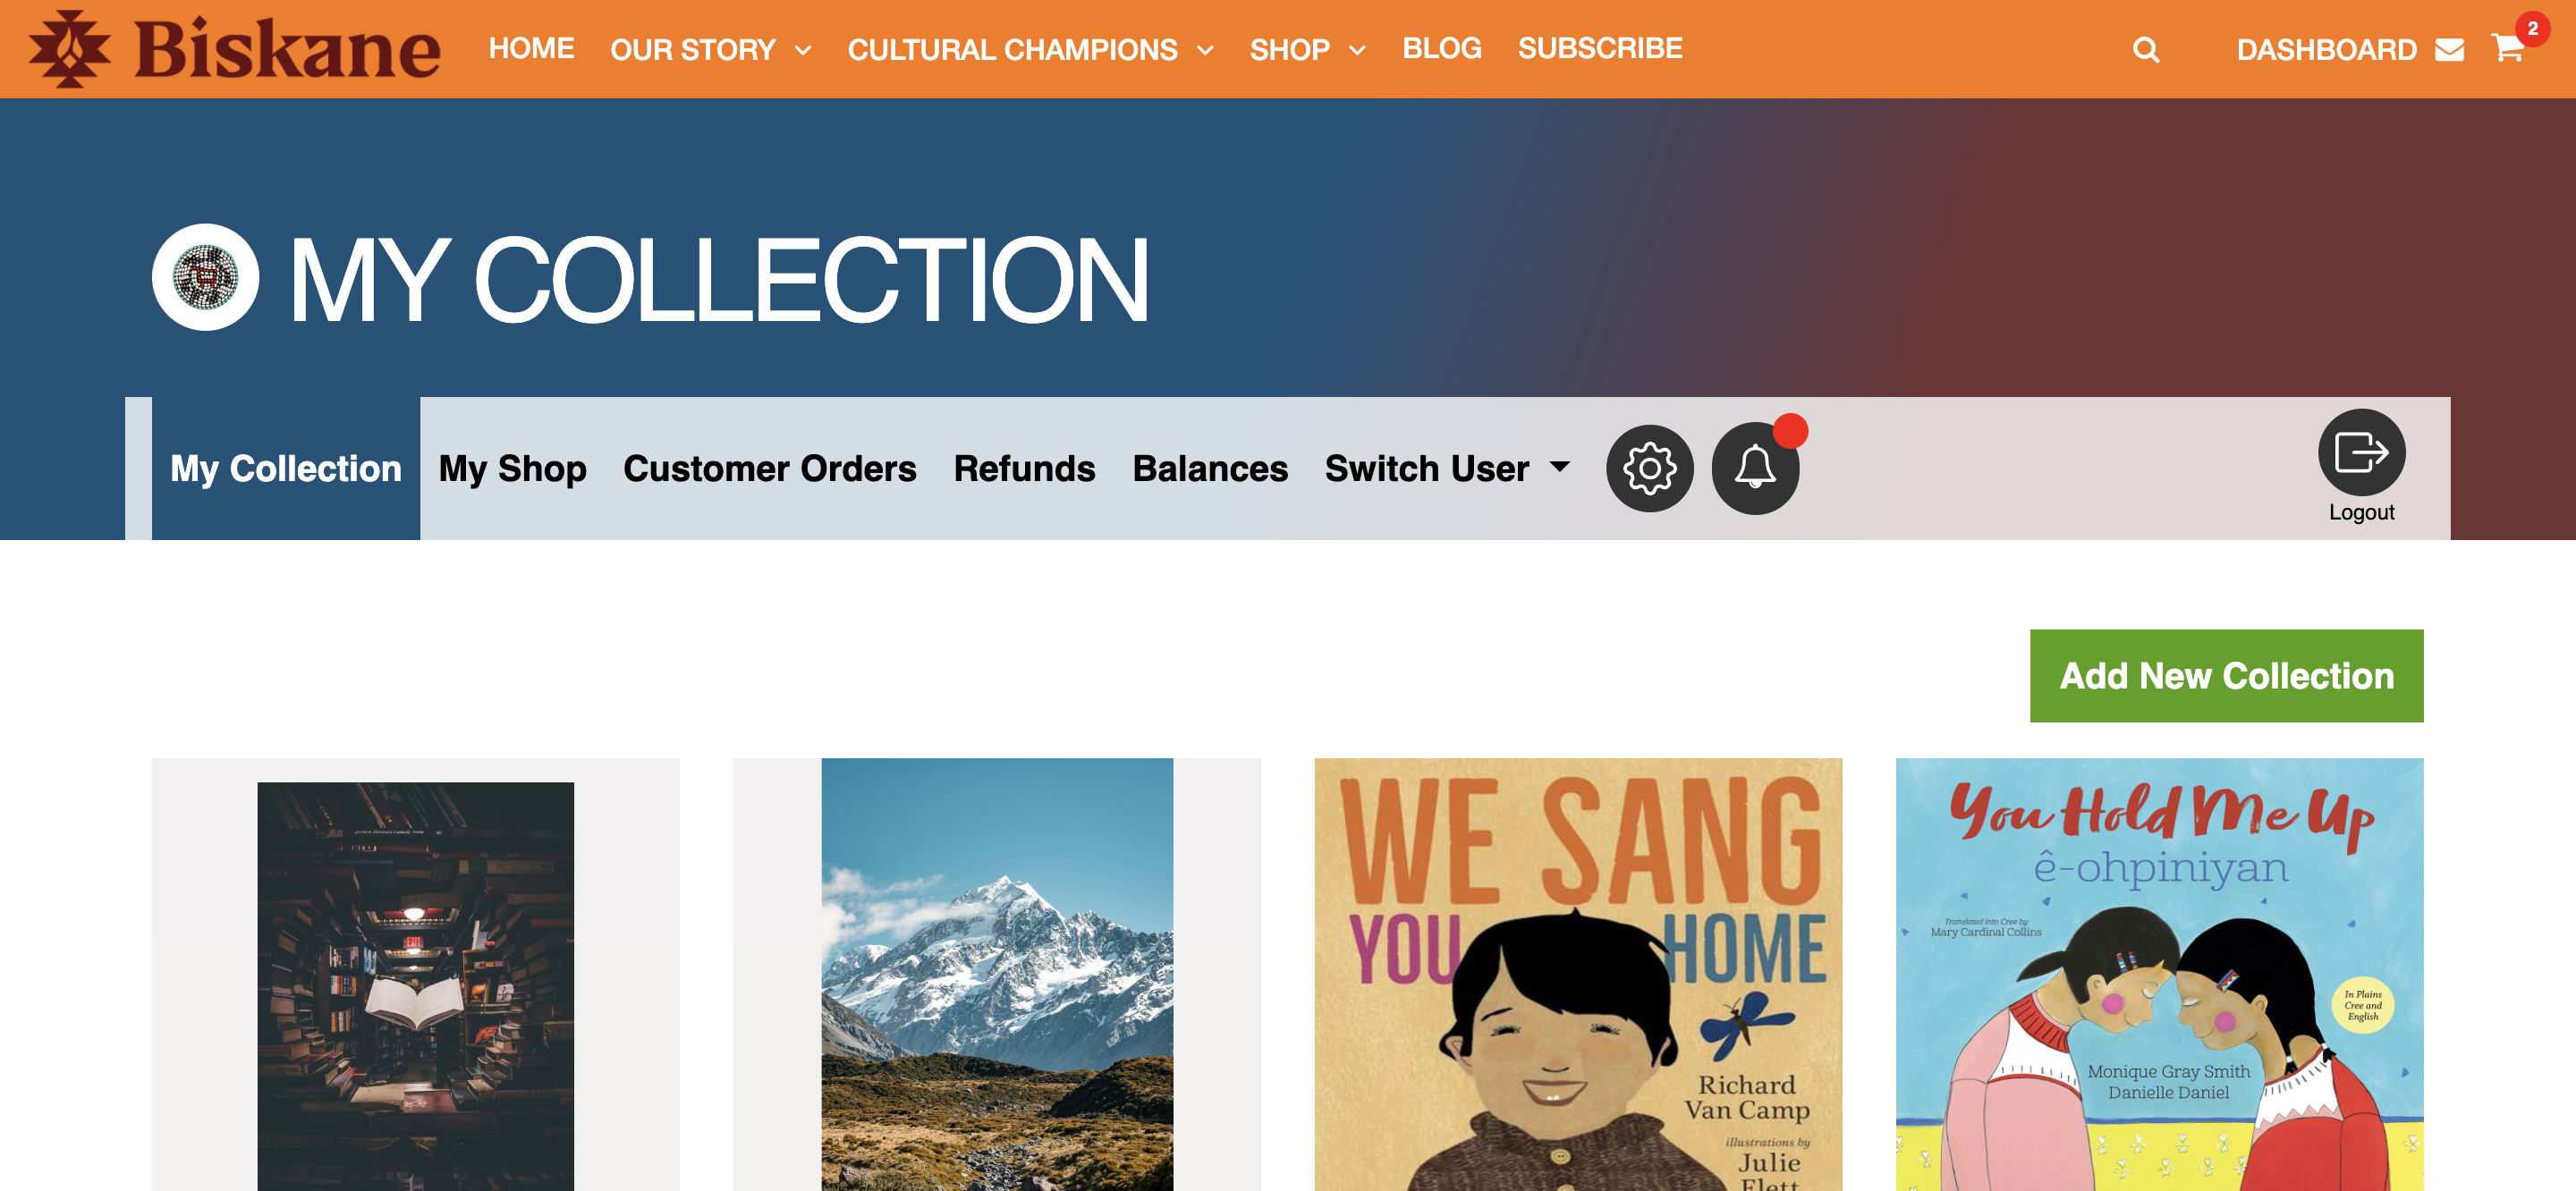 Biskane
HOME OUR STORY CULTURAL CHAMPIONS SHOP BLOG SUBSCRIBE DASHBOARD 2
MY COLLECTION
My Collection My Shop Customer Orders Refunds Balances Switch User
Logout
Add New Collection
EXIT
WE SANG
YOU HOME
Richard
Van Camp
illustrations by
Julie
Flett
You Hold Me Up
ê-ohpiniyan
Translated into Cree by
Mary Cardinal Collins
In Plains
Cree and
English
Monique Gray Smith
Danielle Daniel